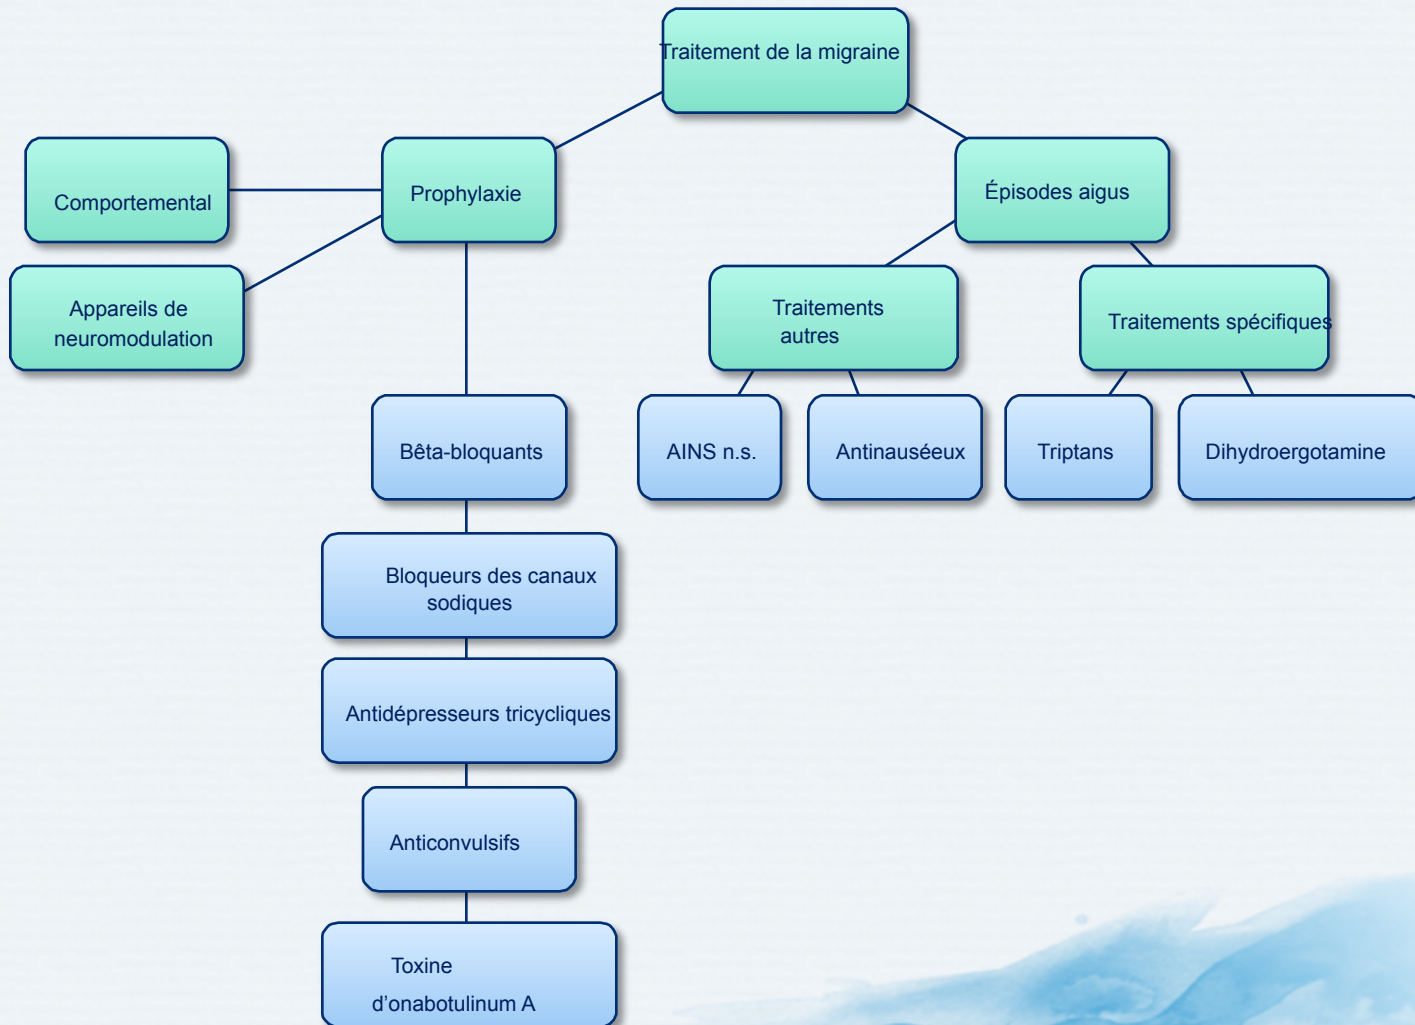 Traitement de la migraine
Comportemental
Prophylaxie
Épisodes aigus
Appareils de
neuromodulation
Traitements
autres
Traitements spécifiques
Bêta-bloquants
AINS n.s.
Antinauséeux
Triptans
Dihydroergotamine
Bloqueurs des canaux
sodiques
Antidépresseurs tricycliques
Anticonvulsifs
Toxine
d’onabotulinum A